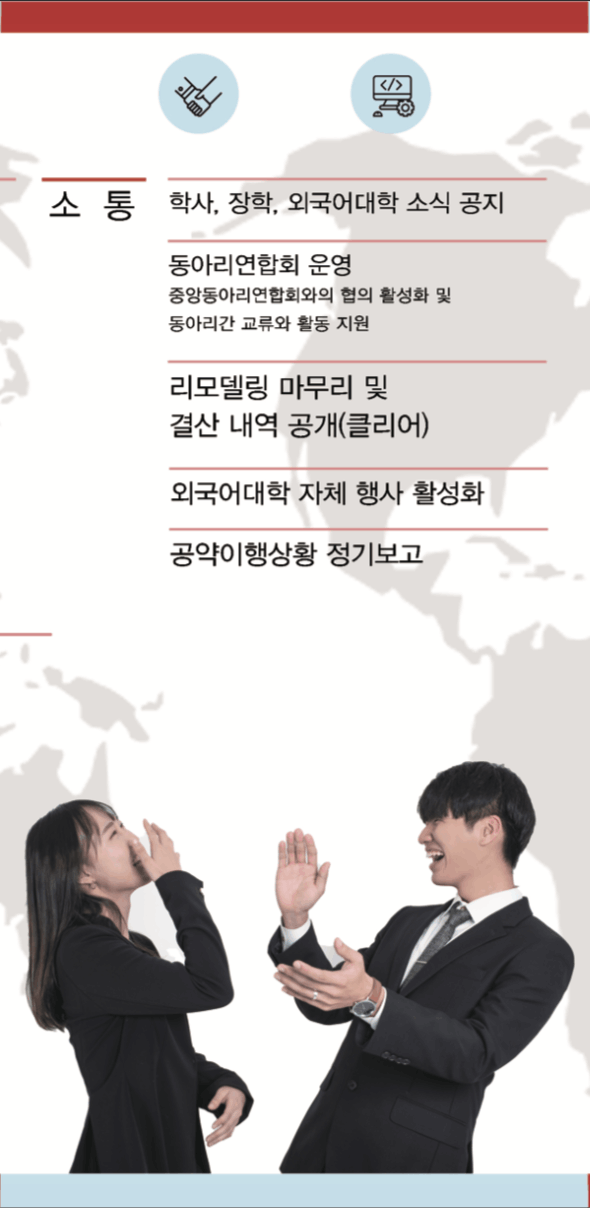 소 통
학사, 장학, 외국어대학 소식 공지
동아리연합회 운영
중앙동아리연합회와의 협의 활성화 및
동아리간 교류와 활동 지원
리모델링 마무리 및
결산 내역 공개(클리어)
외국어대학 자체 행사 활성화
공약이행상황 정기보고